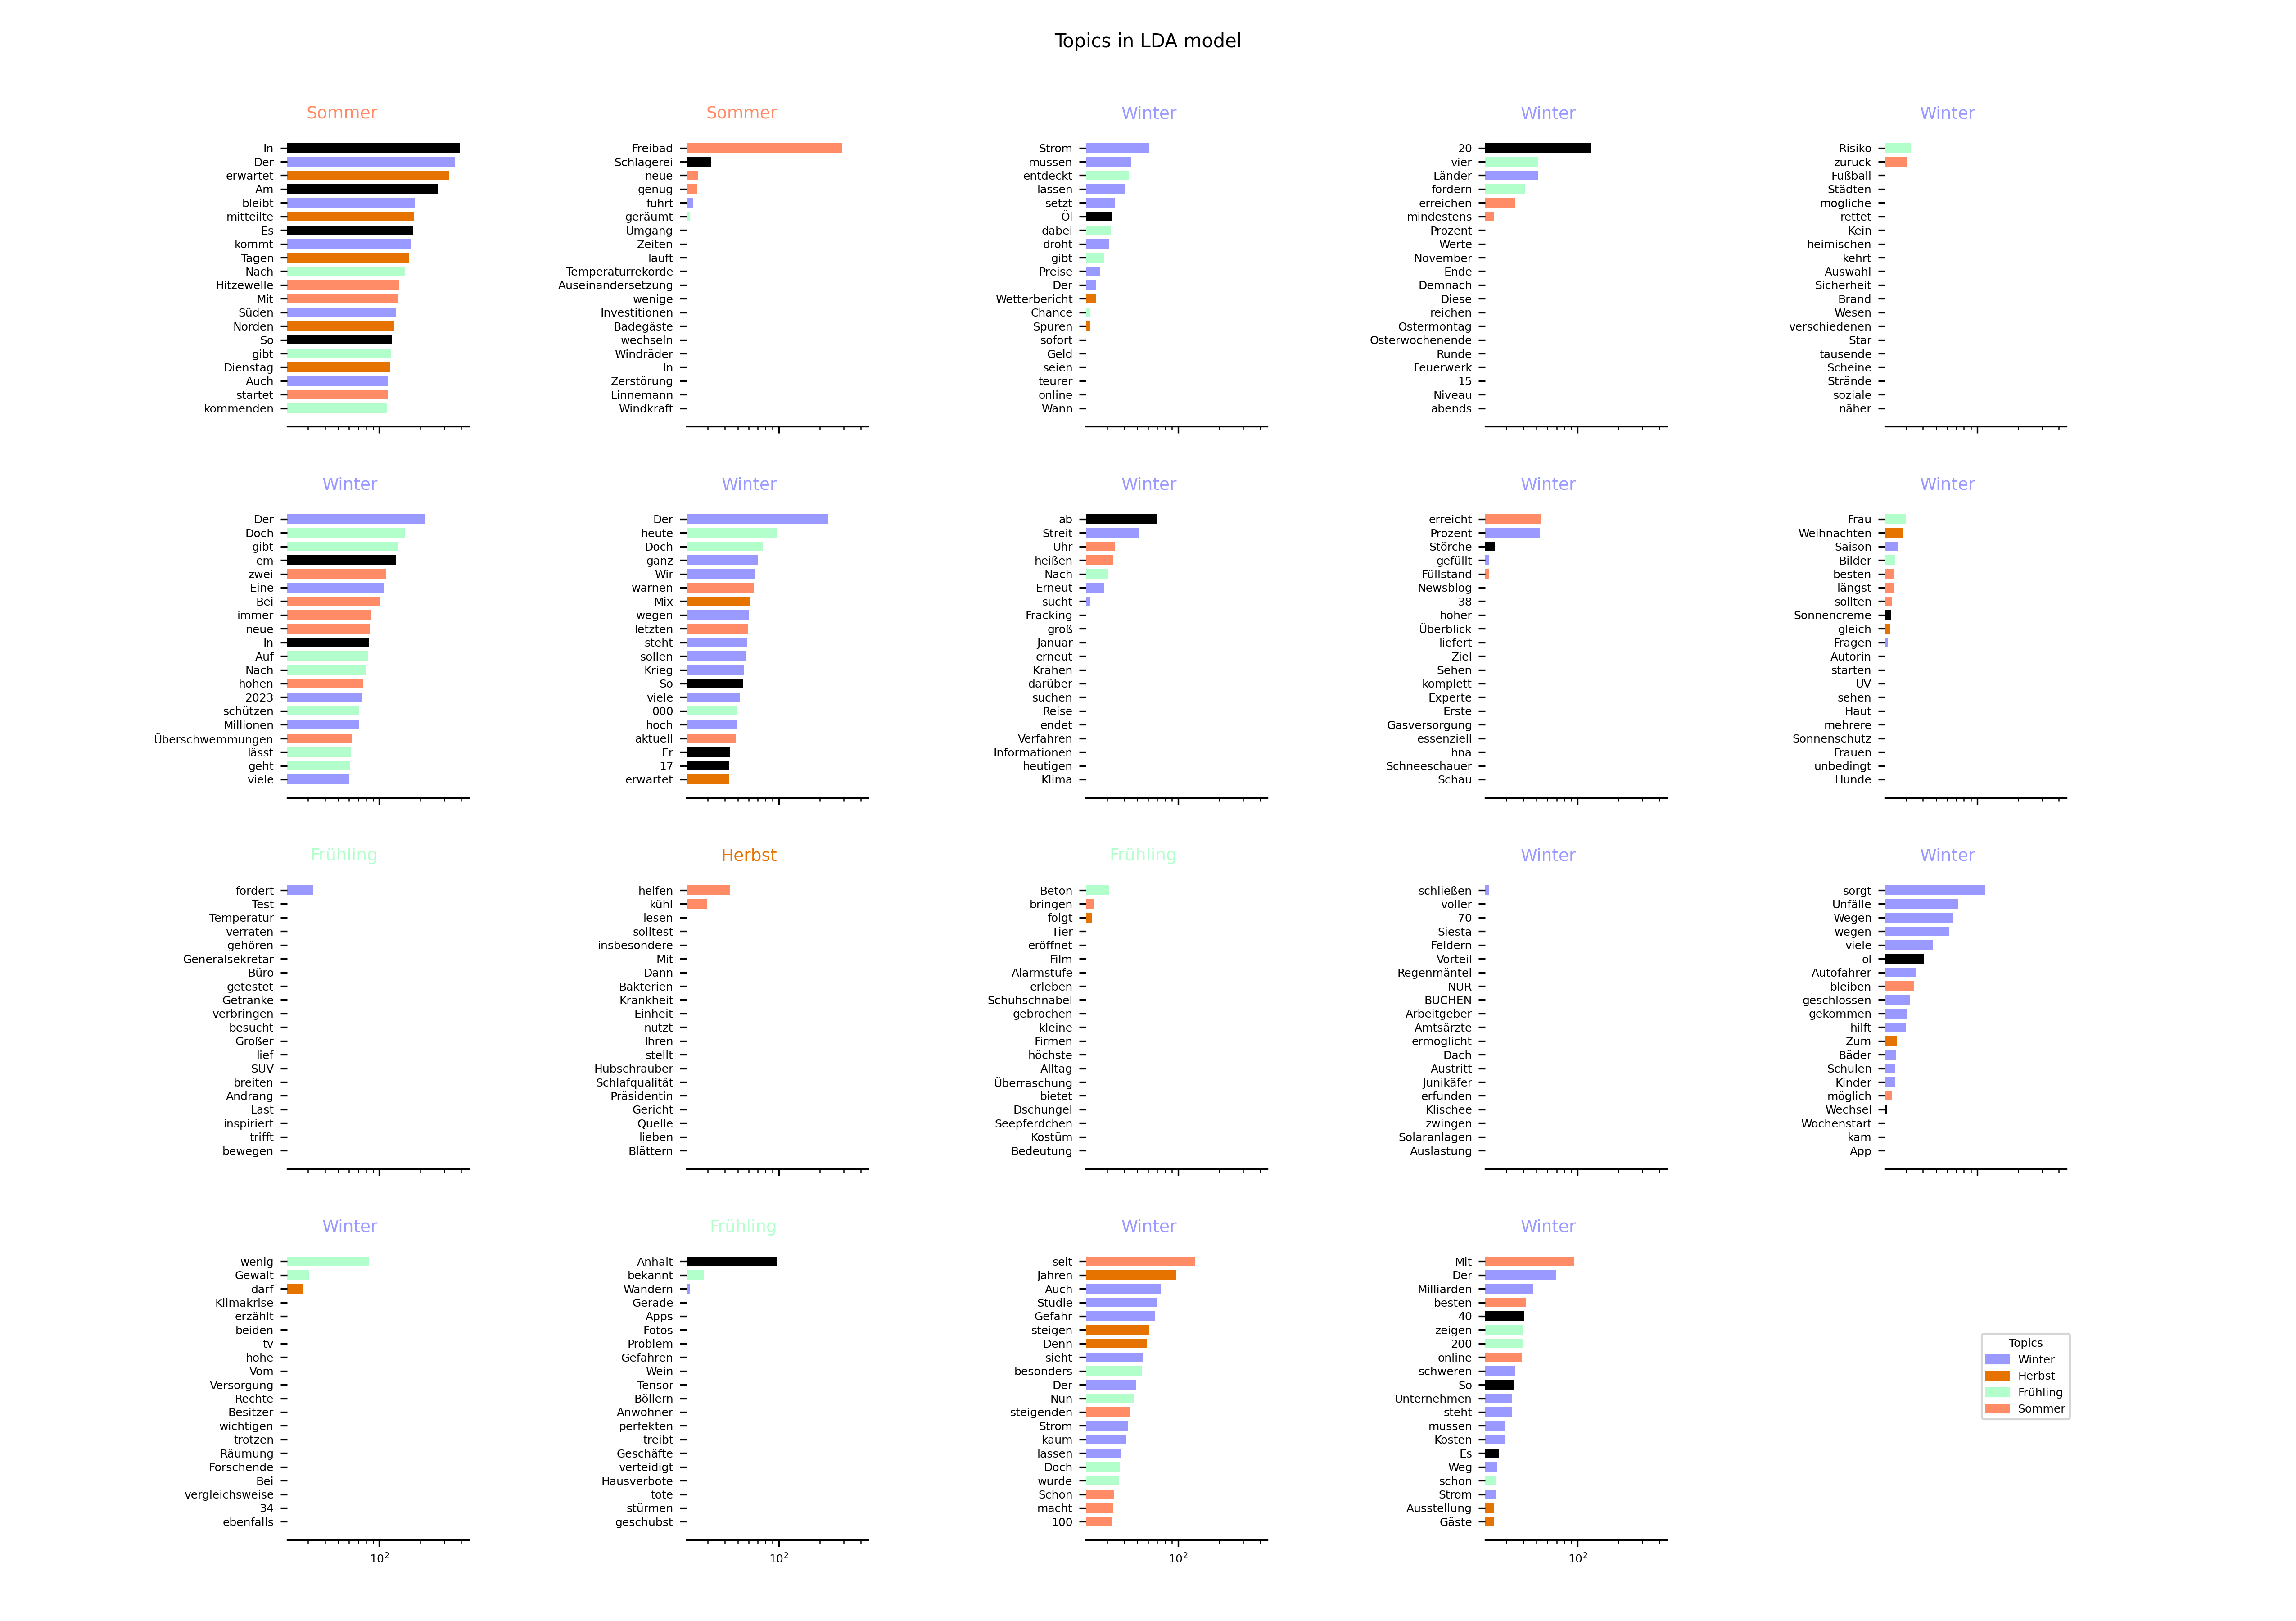 Topics in LDA model
Sommer
In
Der
erwartet
Am
bleibt
mitteilte
Es
kommt
Tagen
Nach
Hitzewelle
Mit
Süden
Norden
So
gibt
Dienstag
Auch
startet
kommenden
Sommer
Freibad
Schlägerei
neue
genug
führt
geräumt
Umgang
Zeiten
läuft
Temperaturrekorde
Auseinandersetzung
wenige
Investitionen
Badegäste
wechseln
Windräder
In
Zerstörung
Linnemann
Windkraft
Winter
Strom
müssen
entdeckt
lassen
setzt
Öl
dabei
droht
gibt
Preise
Der
Wetterbericht
Chance
Spuren
sofort
Geld
seien
teurer
online
Wann
Winter
20
vier
Länder
fordern
erreichen
mindestens
Prozent
Werte
November
Ende
Demnach
Diese
reichen
Ostermontag
Osterwochenende
Runde
Feuerwerk
15
Niveau
abends
Winter
Risiko
zurück
Fußball
Städten
mögliche
rettet
Kein
heimischen
kehrt
Auswahl
Sicherheit
Brand
Wesen
verschiedenen
Star
tausende
Scheine
Strände
soziale
näher
Winter
Der
Doch
gibt
em
zwei
Eine
Bei
immer
neue
In
Auf
Nach
hohen
2023
schützen
Millionen
Überschwemmungen
lässt
geht
viele
Winter
Der
heute
Doch
ganz
Wir
warnen
Mix
wegen
letzten
steht
sollen
Krieg
So
viele
000
hoch
aktuell
Er
17
erwartet
Winter
ab
Streit
Uhr
heißen
Nach
Erneut
sucht
Fracking
groß
Januar
erneut
Krähen
darüber
suchen
Reise
endet
Verfahren
Informationen
heutigen
Klima
Winter
erreicht
Prozent
Störche
gefüllt
Füllstand
Newsblog
38
hoher
Überblick
liefert
Ziel
Sehen
komplett
Experte
Erste
Gasversorgung
essenziell
hna
Schneeschauer
Schau
Winter
Frau
Weihnachten
Saison
Bilder
besten
längst
sollten
Sonnencreme
gleich
Fragen
Autorin
starten
UV
sehen
Haut
mehrere
Sonnenschutz
Frauen
unbedingt
Hunde
Frühling
fordert
Test
Temperatur
verraten
gehören
Generalsekretär
Büro
getestet
Getränke
verbringen
besucht
Großer
lief
SUV
breiten
Andrang
Last
inspiriert
trifft
bewegen
Herbst
helfen
kühl
lesen
solltest
insbesondere
Mit
Dann
Bakterien
Krankheit
Einheit
nutzt
Ihren
stellt
Hubschrauber
Schlafqualität
Präsidentin
Gericht
Quelle
lieben
Blättern
Frühling
Beton
bringen
folgt
Tier
eröffnet
Film
Alarmstufe
erleben
Schuhschnabel
gebrochen
kleine
Firmen
höchste
Alltag
Überraschung
bietet
Dschungel
Seepferdchen
Kostüm
Bedeutung
Winter
schließen
voller
70
Siesta
Feldern
Vorteil
Regenmäntel
NUR
BUCHEN
Arbeitgeber
Amtsärzte
ermöglicht
Dach
Austritt
Junikäfer
erfunden
Klischee
zwingen
Solaranlagen
Auslastung
Winter
sorgt
Unfälle
Wegen
wegen
viele
ol
Autofahrer
bleiben
geschlossen
gekommen
hilft
Zum
Bäder
Schulen
Kinder
möglich
Wechsel
Wochenstart
kam
App
Winter
wenig
Gewalt
darf
Klimakrise
erzählt
beiden
tv
hohe
Vom
Versorgung
Rechte
Besitzer
wichtigen
trotzen
Räumung
Forschende
Bei
vergleichsweise
34
ebenfalls
10²
Frühling
Anhalt
bekannt
Wandern
Gerade
Apps
Fotos
Problem
Gefahren
Wein
Tensor
Böllern
Anwohner
perfekten
treibt
Geschäfte
verteidigt
Hausverbote
tote
stürmen
geschubst
10²
Winter
seit
Jahren
Auch
Studie
Gefahr
steigen
Denn
sieht
besonders
Der
Nun
steigenden
Strom
kaum
lassen
Doch
wurde
Schon
macht
100
10²
Winter
Mit
Der
Milliarden
besten
40
zeigen
200
online
schweren
So
Unternehmen
steht
müssen
Kosten
Es
Weg
schon
Strom
Ausstellung
Gäste
10²
Topics
Winter
Herbst
Frühling
Sommer